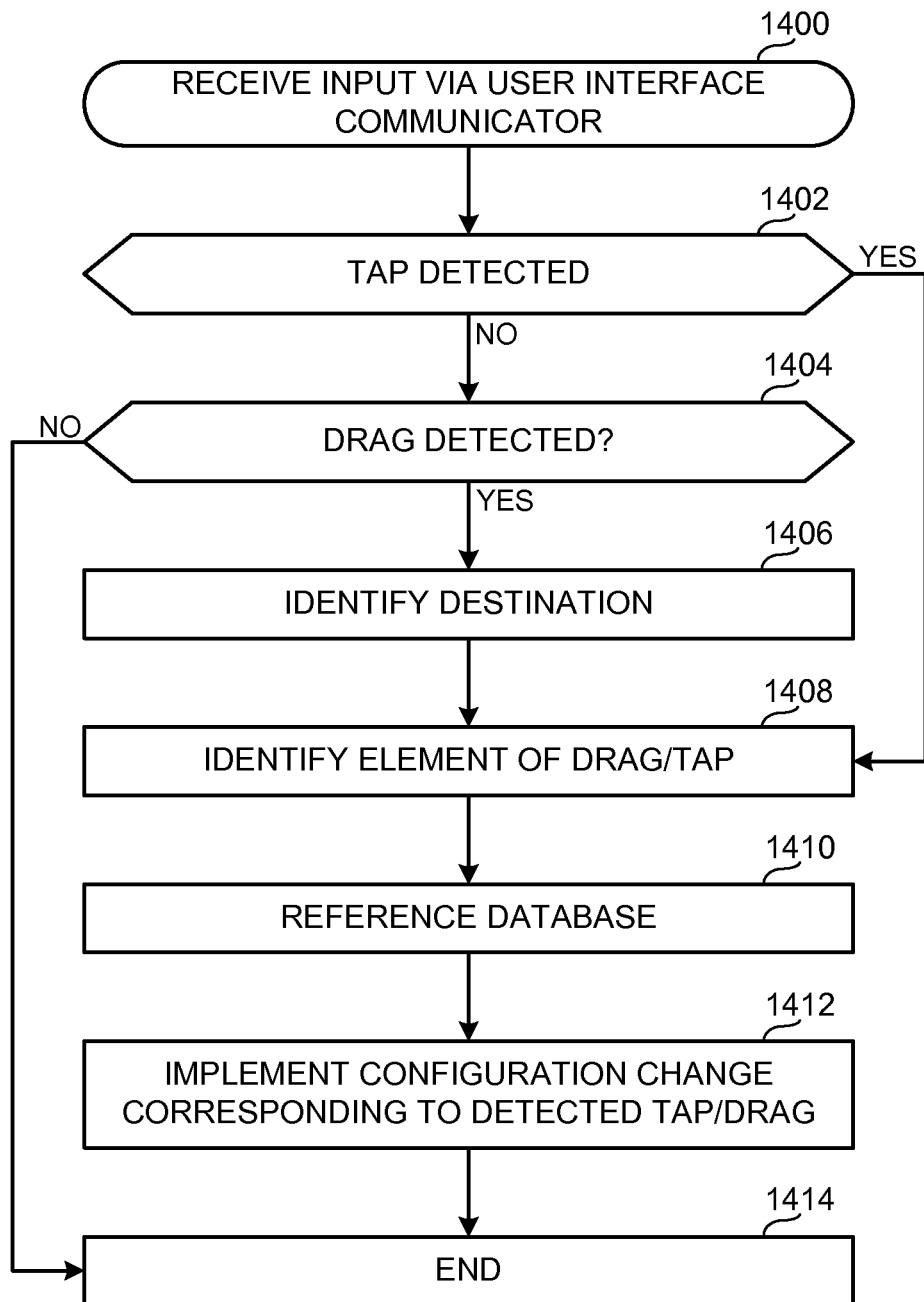 1400
RECEIVE INPUT VIA USER INTERFACE
COMMUNICATOR
1402
TAP DETECTED
YES
NO
1404
NO
DRAG DETECTED?
YES
1406
IDENTIFY DESTINATION
1408
IDENTIFY ELEMENT OF DRAG/TAP
1410
REFERENCE DATABASE
1412
IMPLEMENT CONFIGURATION CHANGE
CORRESPONDING TO DETECTED TAP/DRAG
1414
END